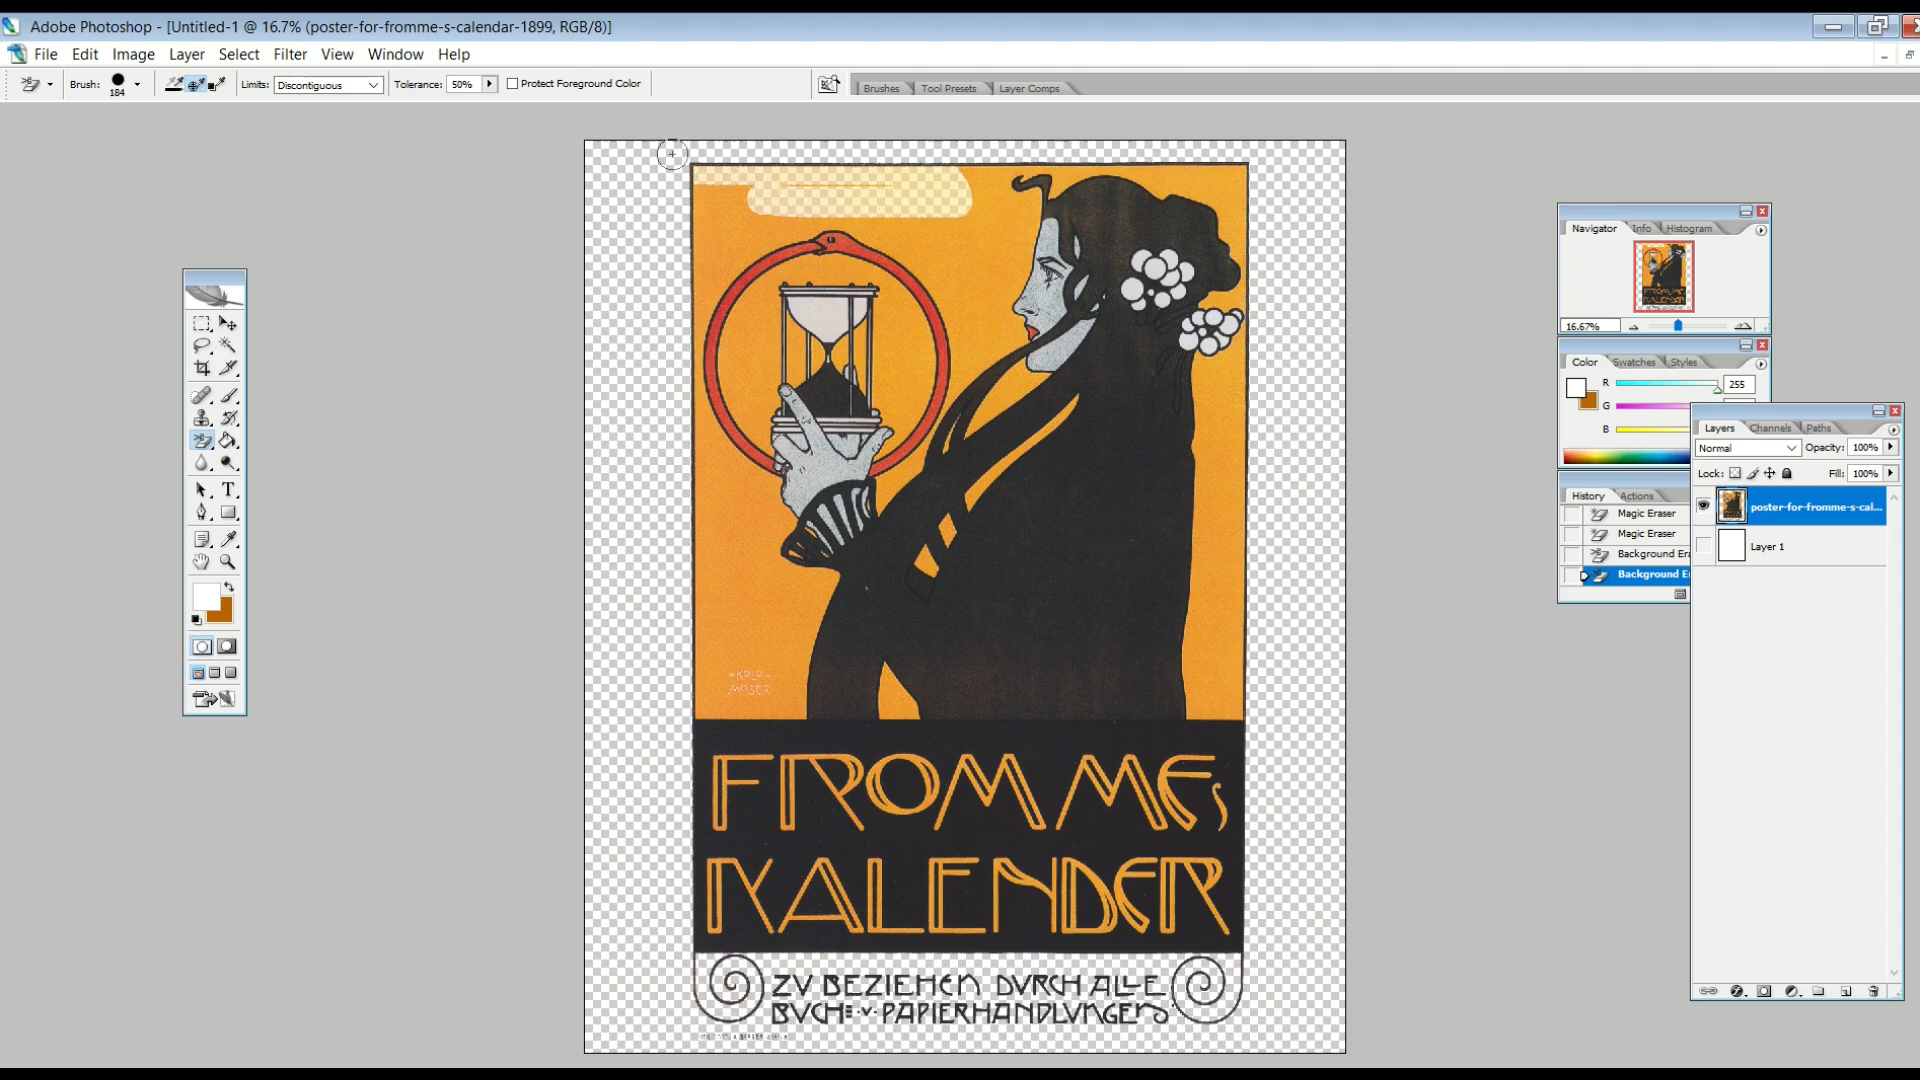 Adobe Photoshop - [Untitled-1 @ 16.7% (poster-for-fromme-s-calendar-1899, RGB/8)]
File Edit Image Layer Select Filter View Window Help
Brush: 184 Limits: Discontiguous Tolerance: 50% Protect Foreground Color Brushes Tool Presets Layer Comps
Navigator Info Histogram
16.67%
Color Swatches Styles
R 255
G
B
History Actions
Magic Eraser
Magic Eraser
Background Era
Background E
Layers Channels Paths
Normal Opacity: 100%
Lock: Fill: 100%
poster-for-fromme-s-cal...
Layer 1
KOLO
MOSER
FROMMES
KALENDER
ZV BEZIEHEN DVRCH ALLE
BVCH= V PAPIERHANDLVNGEN